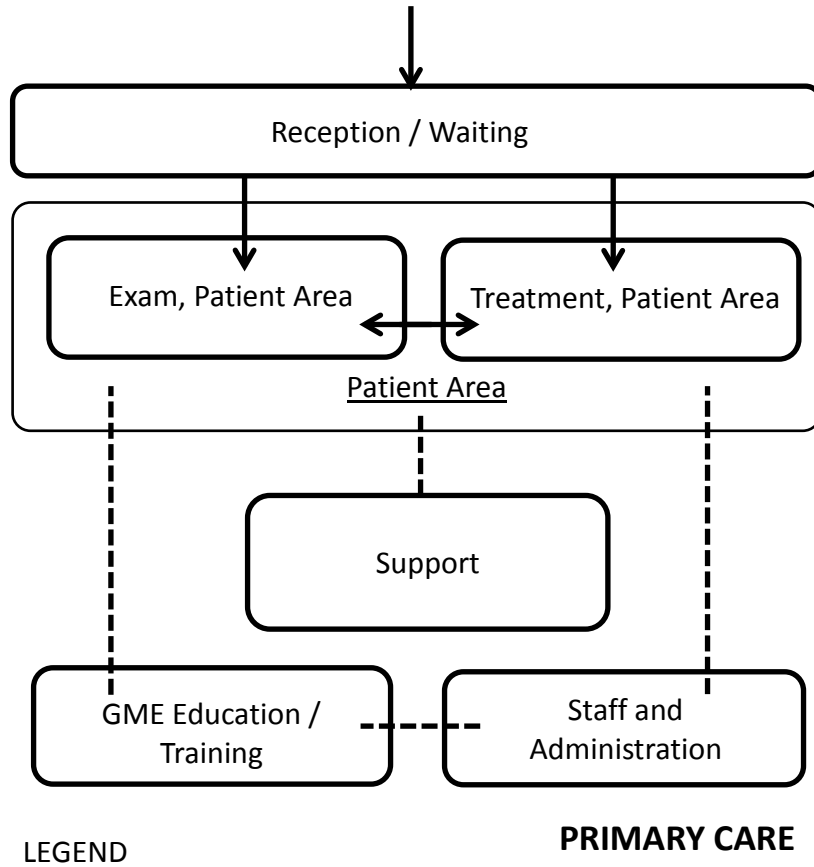 Reception / Waiting
Exam, Patient Area
Treatment, Patient Area
Patient Area
Support
GME Education /
Training
Staff and
Administration
PRIMARY CARE
LEGEND